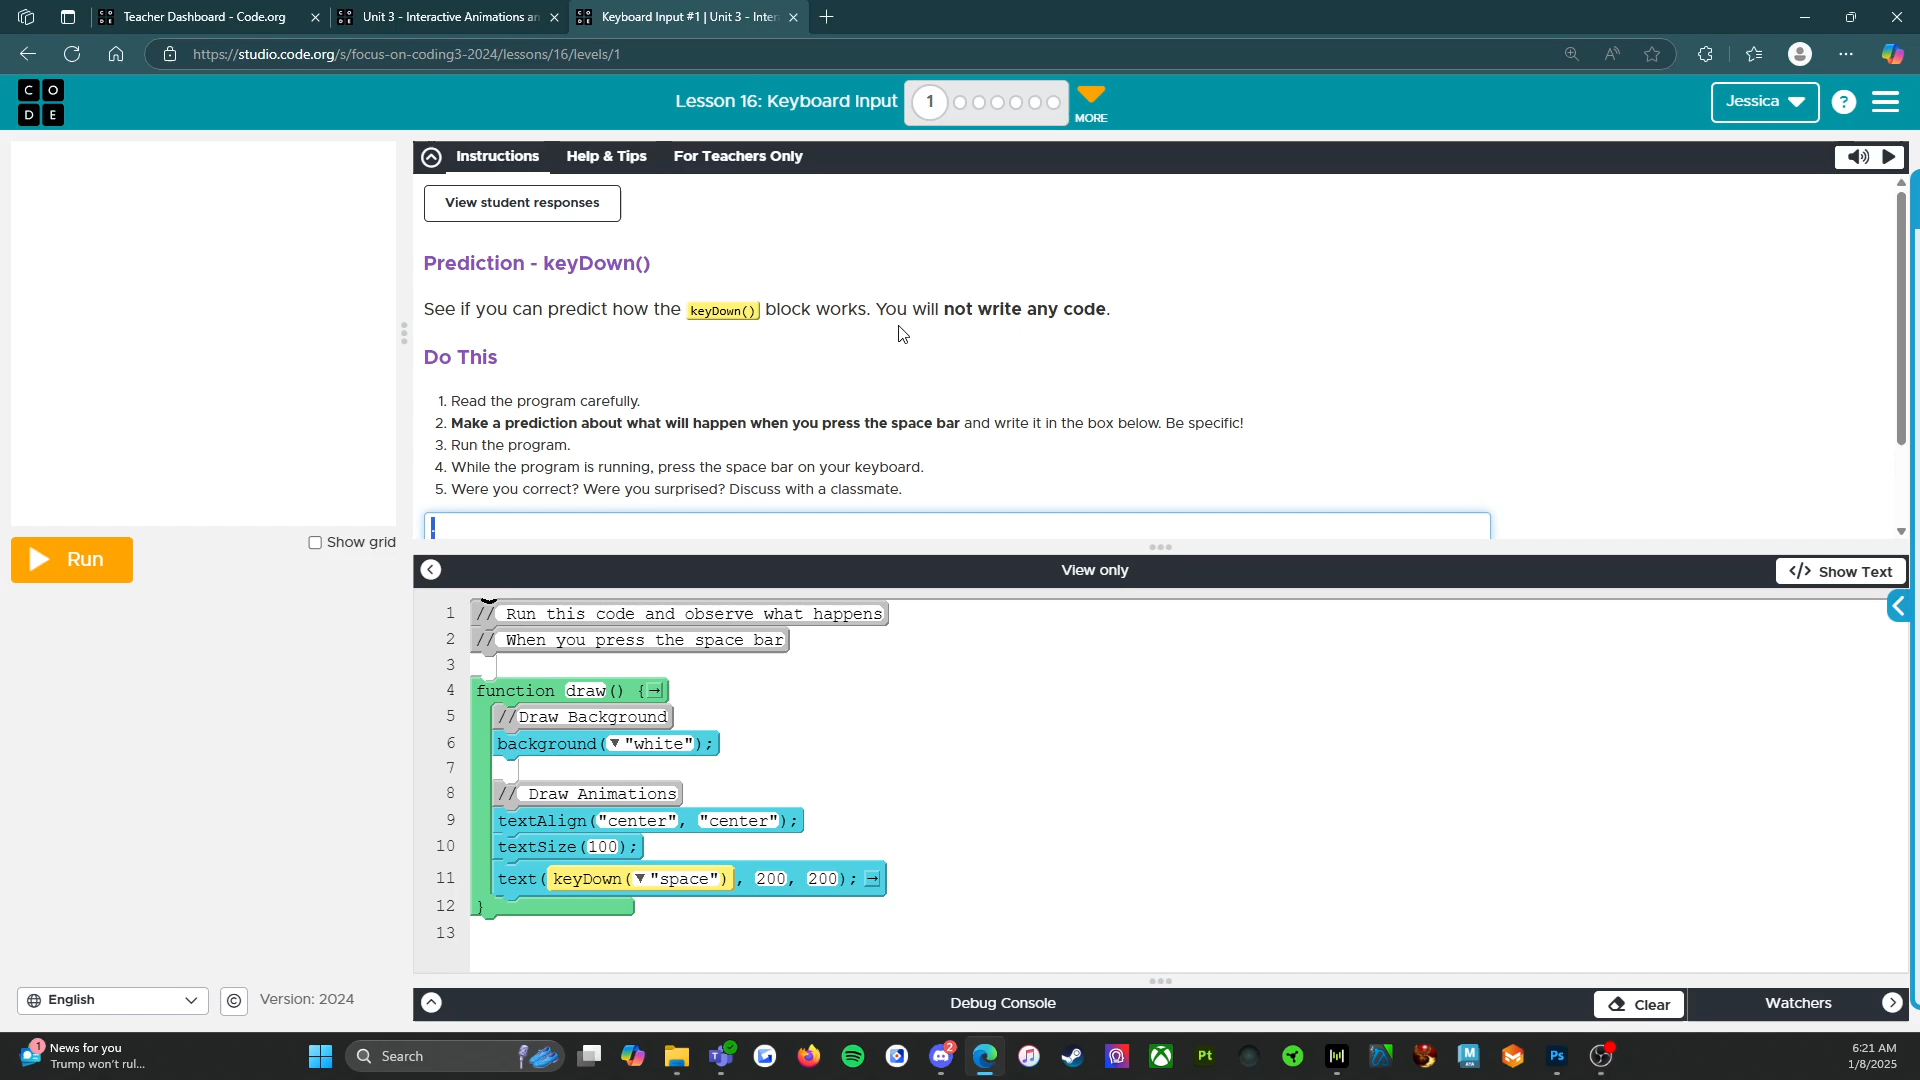 Teacher Dashboard - Code.org
Unit 3 - Interactive Animations an
Keyboard Input #1 | Unit 3 - Inter
https://studio.code.org/s/focus-on-coding3-2024/lessons/16/levels/1
C O
D E
Lesson 16: Keyboard Input
1
MORE
Jessica
?
Instructions
Help & Tips
For Teachers Only
View student responses
Prediction - keyDown()
See if you can predict how the keyDown() block works. You will not write any code.
Do This
1. Read the program carefully.
2. Make a prediction about what will happen when you press the space bar and write it in the box below. Be specific!
3. Run the program.
4. While the program is running, press the space bar on your keyboard.
5. Were you correct? Were you surprised? Discuss with a classmate.
Show grid
Run
View only
</> Show Text
1 // Run this code and observe what happens
2 // When you press the space bar
3
4 function draw() {
5 //Draw Background
6 background("white");
7
8 // Draw Animations
9 textAlign("center", "center");
10 textSize(100);
11 text(keyDown("space"), 200, 200);
12 }
13
English
©
Version: 2024
Debug Console
Clear
Watchers
1
News for you
Trump won't rul...
Search
2
Pt
M
Ps
6:21 AM
1/8/2025